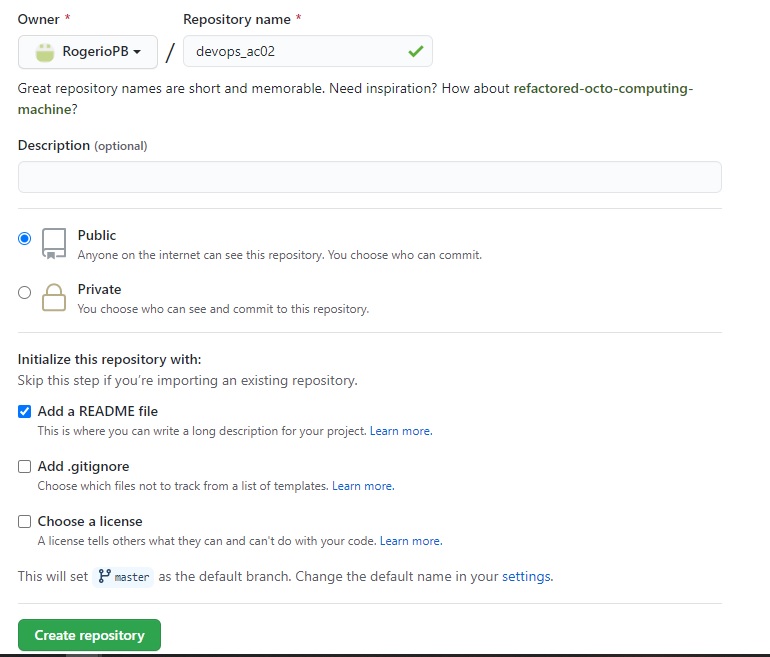 Owner *
Repository name *
RogerioPB
/
devops_ac02
Great repository names are short and memorable. Need inspiration? How about refactored-octo-computing-
machine?
Description (optional)
Public
Anyone on the internet can see this repository. You choose who can commit.
Private
You choose who can see and commit to this repository.
Initialize this repository with:
Skip this step if you’re importing an existing repository.
Add a README file
This is where you can write a long description for your project. Learn more.
Add .gitignore
Choose which files not to track from a list of templates. Learn more.
Choose a license
A license tells others what they can and can't do with your code. Learn more.
This will set master as the default branch. Change the default name in your settings.
Create repository